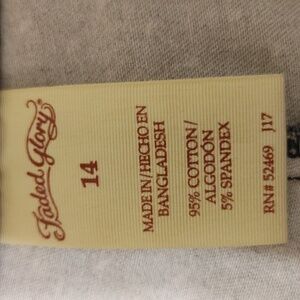 Faded Glory®
14
MADE IN/HECHO EN
BANGLADESH
95% COTTON/
ALGODÓN
5% SPANDEX
RN# 52469 J17